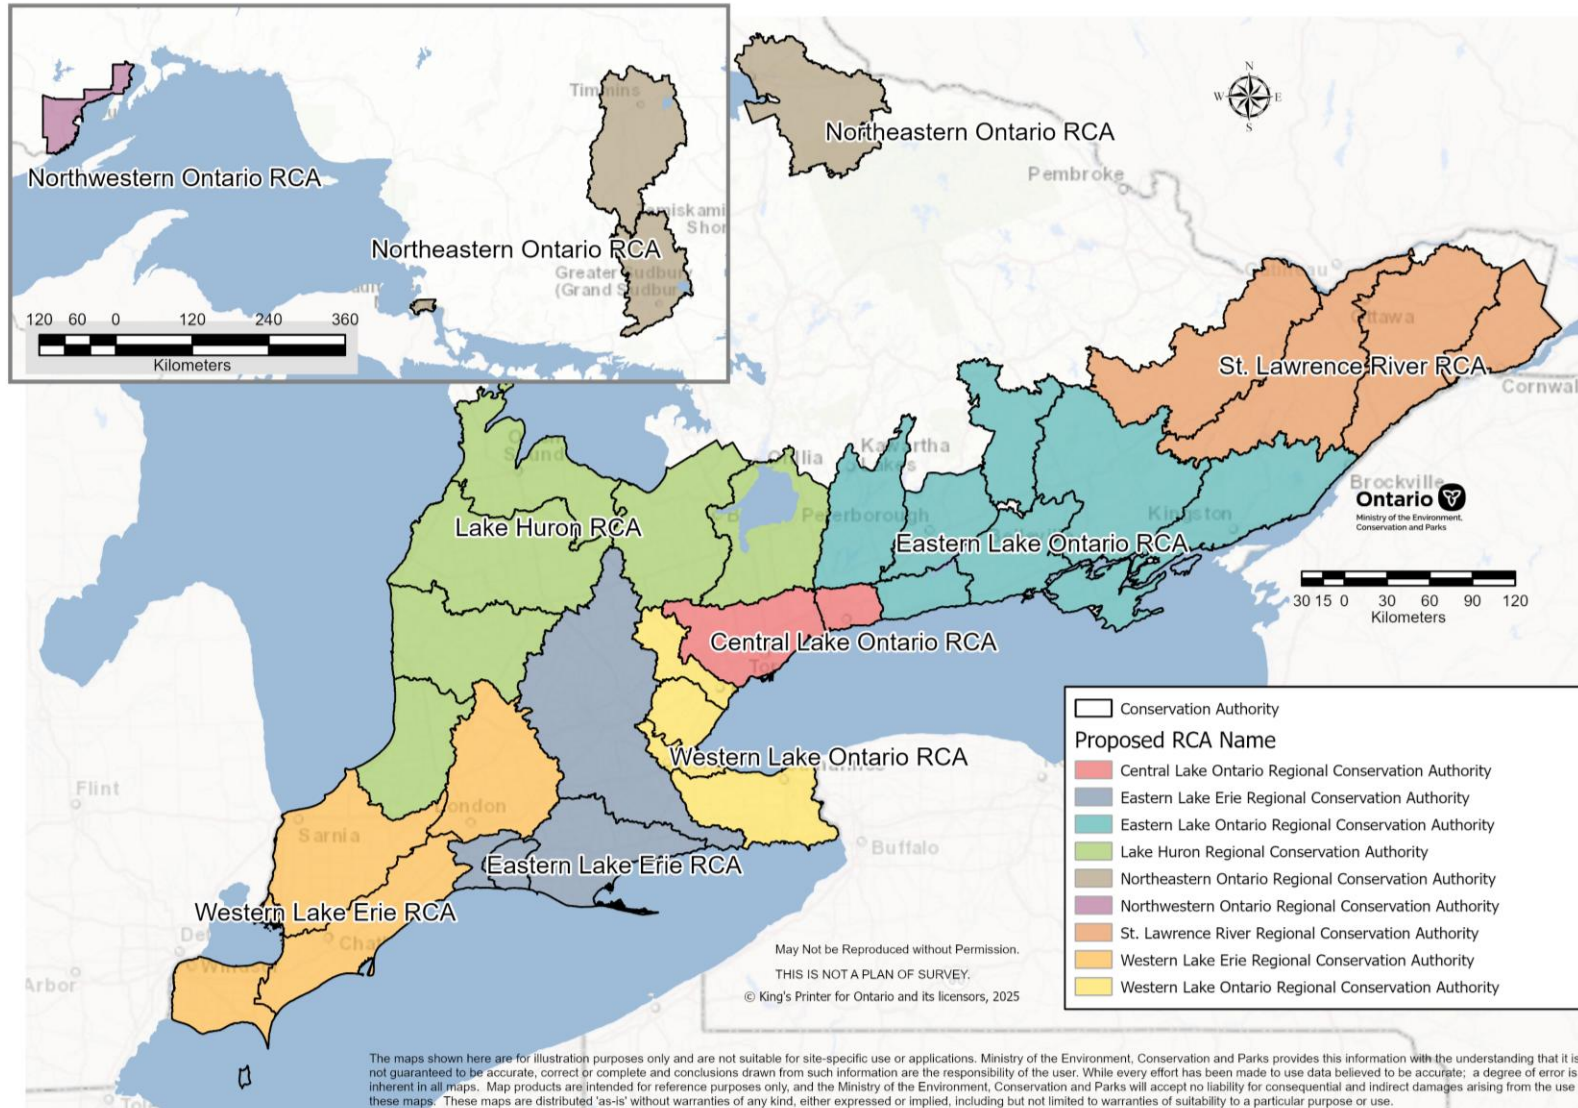 Timmins
Northwestern Ontario RCA
Northeastern Ontario RCA
Greater Sudbury
120 60 0 120 240 360
Kilometers
Northeastern Ontario RCA
N
W E
S
Pembroke
St. Lawrence River RCA
Ottawa
Kawartha
Lakes
Brockville
Ontario
Ministry of the Environment,
Conservation and Parks
Kingston
30 15 0 30 60 90 120
Kilometers
Lake Huron RCA
Eastern Lake Ontario RCA
Central Lake Ontario RCA
Western Lake Ontario RCA
Flint
Sarnia
London
Buffalo
Eastern Lake Erie RCA
Western Lake Erie RCA
Windsor
Conservation Authority
Proposed RCA Name
Central Lake Ontario Regional Conservation Authority
Eastern Lake Erie Regional Conservation Authority
Eastern Lake Ontario Regional Conservation Authority
Lake Huron Regional Conservation Authority
Northeastern Ontario Regional Conservation Authority
Northwestern Ontario Regional Conservation Authority
St. Lawrence River Regional Conservation Authority
Western Lake Erie Regional Conservation Authority
Western Lake Ontario Regional Conservation Authority
May Not be Reproduced without Permission.
THIS IS NOT A PLAN OF SURVEY.
© King's Printer for Ontario and its licensors, 2025
The maps shown here are for illustration purposes only and are not suitable for site-specific use or applications. Ministry of the Environment, Conservation and Parks provides this information with the understanding that it is
not guaranteed to be accurate, correct or complete and conclusions drawn from such information are the responsibility of the user. While every effort has been made to use data believed to be accurate; a degree of error is
inherent in all maps. Map products are intended for reference purposes only, and the Ministry of the Environment, Conservation and Parks will accept no liability for consequential and indirect damages arising from the use
these maps. These maps are distributed 'as-is' without warranties of any kind, either expressed or implied, including but not limited to warranties of suitability to a particular purpose or use.